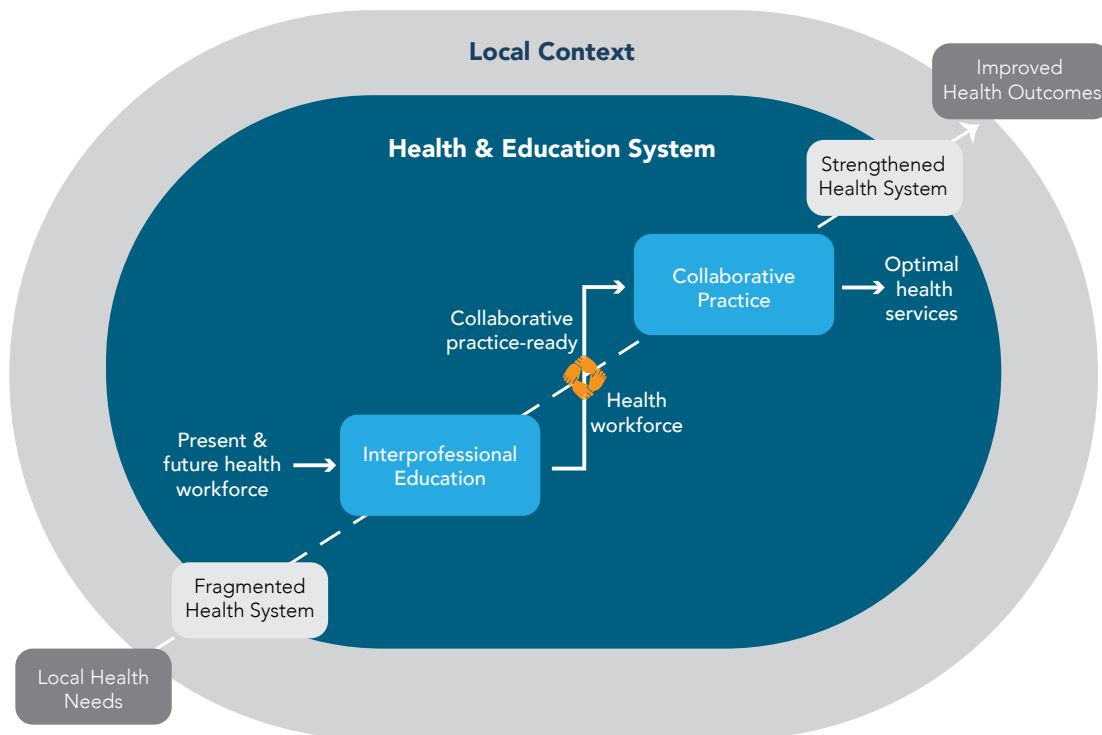 Local Context
Improved
Health Outcomes
Health & Education System
Strengthened
Health System
Collaborative
Practice
Optimal
health
services
Collaborative
practice-ready
Health
workforce
Present &
future health
workforce
Interprofessional
Education
Fragmented
Health System
Local Health
Needs